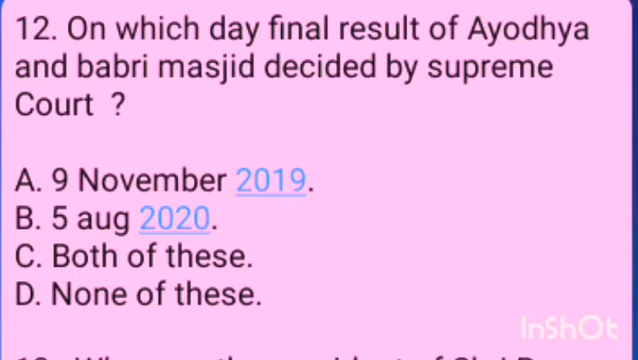 12. On which day final result of Ayodhya
and babri masjid decided by supreme
Court ?
A. 9 November 2019.
B. 5 aug 2020.
C. Both of these.
D. None of these.
InShOt